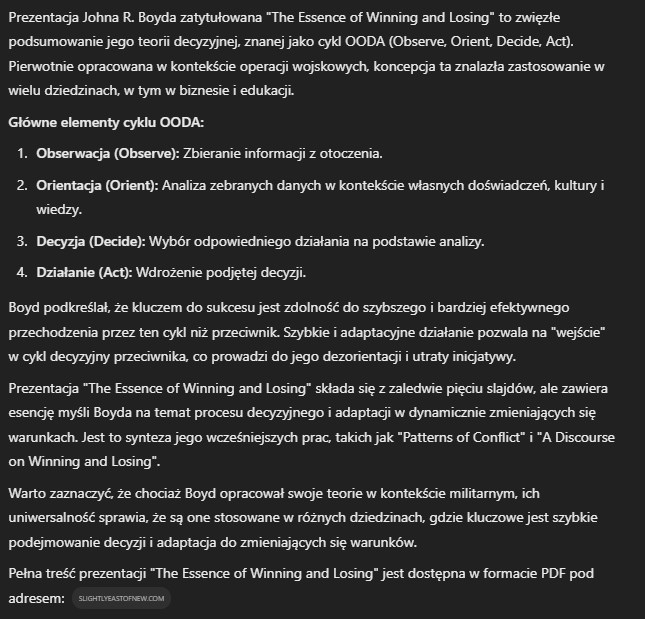 Prezentacja Johna R. Boyda zatytułowana "The Essence of Winning and Losing" to zwięzłe
podsumowanie jego teorii decyzyjnej, znanej jako cykl OODA (Observe, Orient, Decide, Act).
Pierwotnie opracowana w kontekście operacji wojskowych, koncepcja ta znalazła zastosowanie w
wielu dziedzinach, w tym w biznesie i edukacji.
Główne elementy cyklu OODA:
1. Obserwacja (Observe): Zbieranie informacji z otoczenia.
2. Orientacja (Orient): Analiza zebranych danych w kontekście własnych doświadczeń, kultury i
wiedzy.
3. Decyzja (Decide): Wybór odpowiedniego działania na podstawie analizy.
4. Działanie (Act): Wdrożenie podjętej decyzji.
Boyd podkreślał, że kluczem do sukcesu jest zdolność do szybszego i bardziej efektywnego
przechodzenia przez ten cykl niż przeciwnik. Szybkie i adaptacyjne działanie pozwala na "wejście"
w cykl decyzyjny przeciwnika, co prowadzi do jego dezorientacji i utraty inicjatywy.
Prezentacja "The Essence of Winning and Losing" składa się z zaledwie pięciu slajdów, ale zawiera
esencję myśli Boyda na temat procesu decyzyjnego i adaptacji w dynamicznie zmieniających się
warunkach. Jest to synteza jego wcześniejszych prac, takich jak "Patterns of Conflict" i "A Discourse
on Winning and Losing".
Warto zaznaczyć, że chociaż Boyd opracował swoje teorie w kontekście militarnym, ich
uniwersalność sprawia, że są one stosowane w różnych dziedzinach, gdzie kluczowe jest szybkie
podejmowanie decyzji i adaptacja do zmieniających się warunków.
Pełna treść prezentacji "The Essence of Winning and Losing" jest dostępna w formacie PDF pod
adresem: SLIGHTLYEASTOFNEW.COM